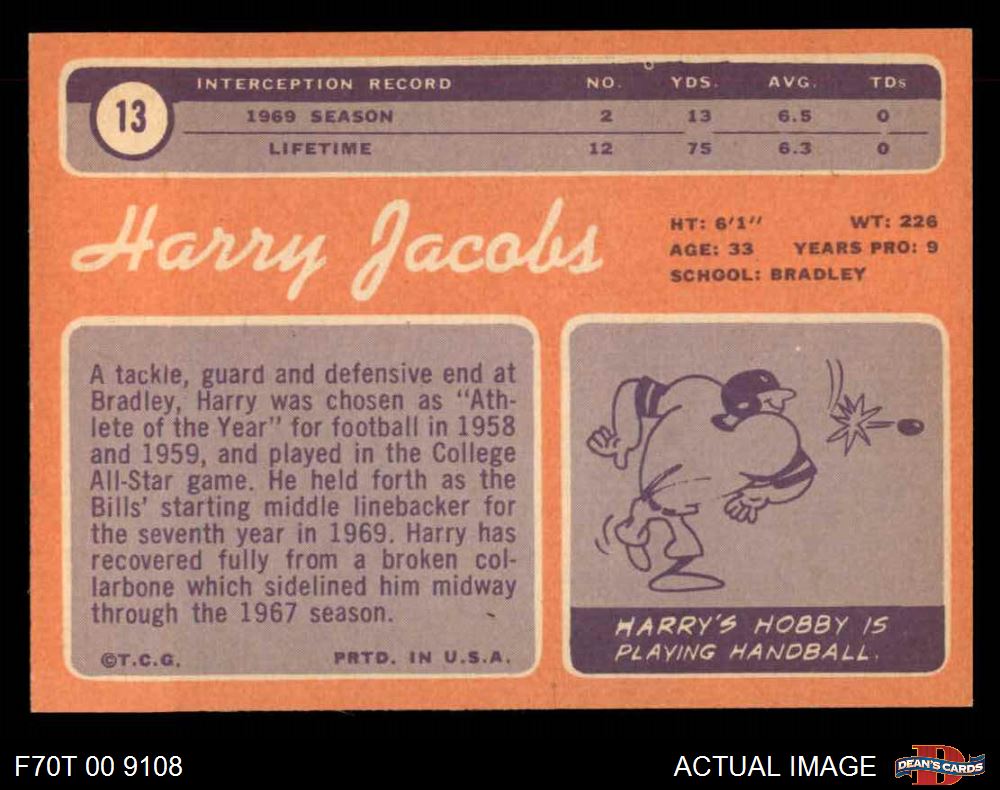 13
INTERCEPTION RECORD NO. YDS. AVG. TDs
1969 SEASON 2 13 6.5 0
LIFETIME 12 75 6.3 0
Harry Jacobs
HT: 6'1" WT: 226
AGE: 33 YEARS PRO: 9
SCHOOL: BRADLEY
A tackle, guard and defensive end at
Bradley, Harry was chosen as "Ath-
lete of the Year" for football in 1958
and 1959, and played in the College
All-Star game. He held forth as the
Bills' starting middle linebacker for
the seventh year in 1969. Harry has
recovered fully from a broken col-
larbone which sidelined him midway
through the 1967 season.
©T.C.G. PRTD. IN U.S.A.
HARRY'S HOBBY IS
PLAYING HANDBALL.
F70T 00 9108
ACTUAL IMAGE
D
DEAN'S CARDS